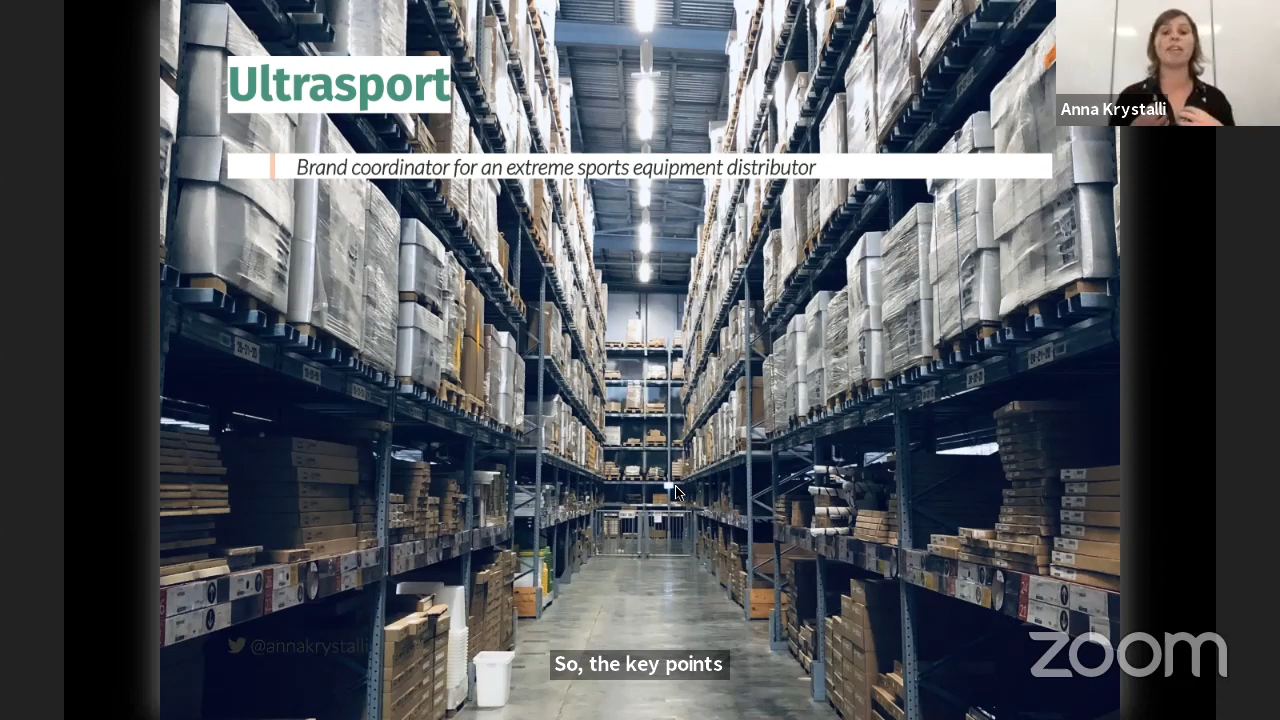 Ultrasport
Anna Krystalli
Brand coordinator for an extreme sports equipment distributor
@annakrystalli
zoom
So, the key points